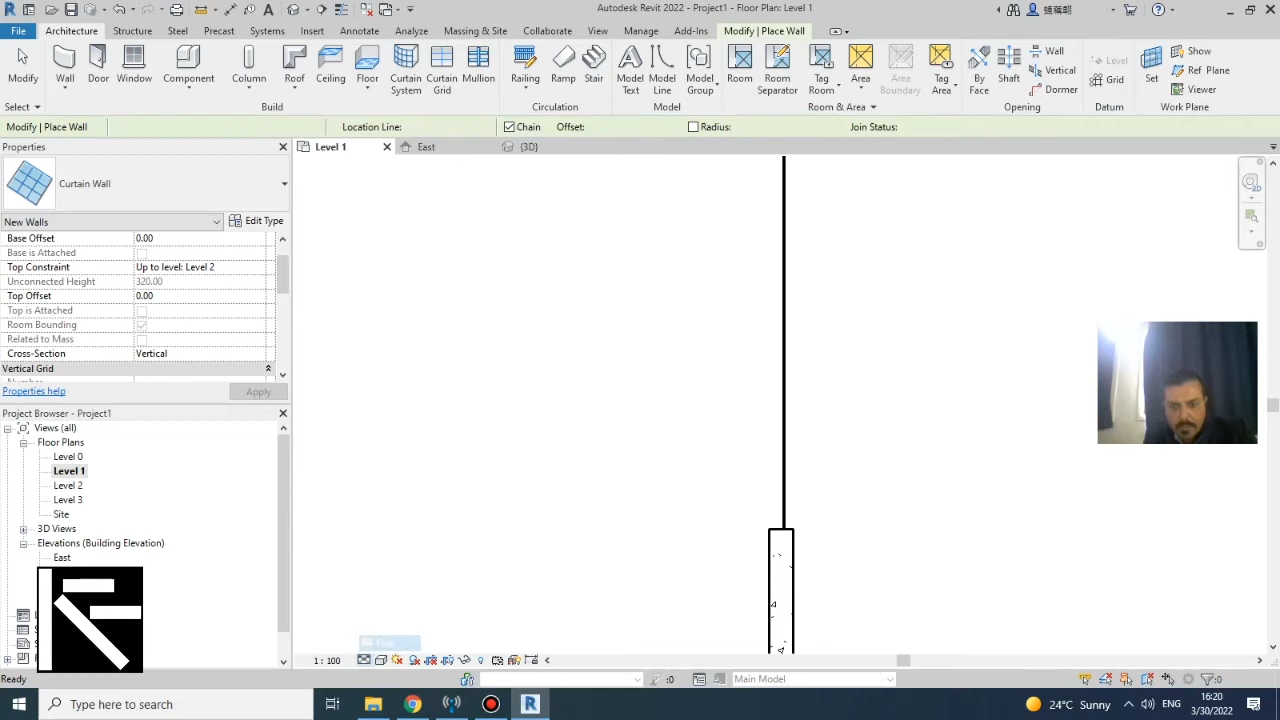 Autodesk Revit 2022 - Project1 - Floor Plan: Level 1
File Architecture Structure Steel Precast Systems Insert Annotate Analyze Massing & Site Collaborate View Manage Add-Ins Modify | Place Wall
Modify Wall Door Window Component Column Roof Ceiling Floor Curtain System Curtain Grid Mullion Railing Ramp Stair Model Text Model Line Model Group Room Room Separator Tag Room Area Area Boundary Tag Area By Face Shaft Wall Vertical Dormer Level Grid Set Show Ref Plane Viewer
Select Build Circulation Model Room & Area Opening Datum Work Plane
Modify | Place Wall Location Line: Chain Offset: Radius: Join Status:
Properties Level 1 East {3D}
Curtain Wall
New Walls Edit Type
Base Offset 0.00
Base is Attached
Top Constraint Up to level: Level 2
Unconnected Height 320.00
Top Offset 0.00
Top is Attached
Room Bounding
Related to Mass
Cross-Section Vertical
Vertical Grid
Properties help Apply
Project Browser - Project1
Views (all)
Floor Plans
Level 0
Level 1
Level 2
Level 3
Site
3D Views
Elevations (Building Elevation)
East
1 : 100
Ready :0 Main Model :0
Type here to search 24°C Sunny ENG 16:20
3/30/2022